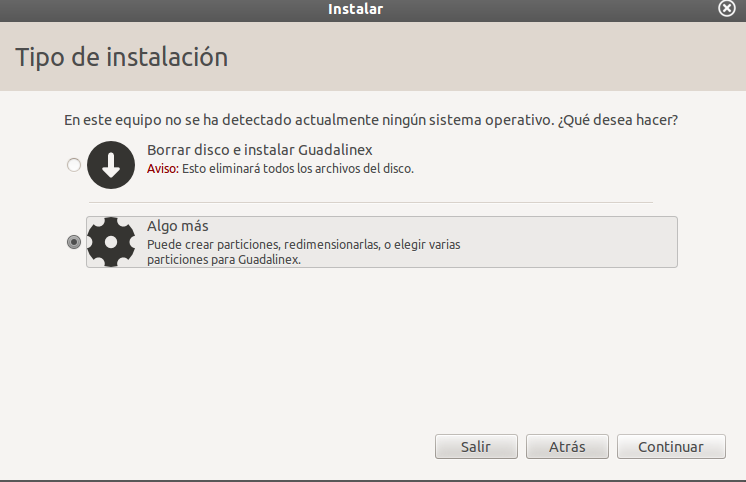 Instalar
Tipo de instalación
En este equipo no se ha detectado actualmente ningún sistema operativo. ¿Qué desea hacer?
Borrar disco e instalar Guadalinex
Aviso: Esto eliminará todos los archivos del disco.
Algo más
Puede crear particiones, redimensionarlas, o elegir varias
particiones para Guadalinex.
Salir
Atrás
Continuar